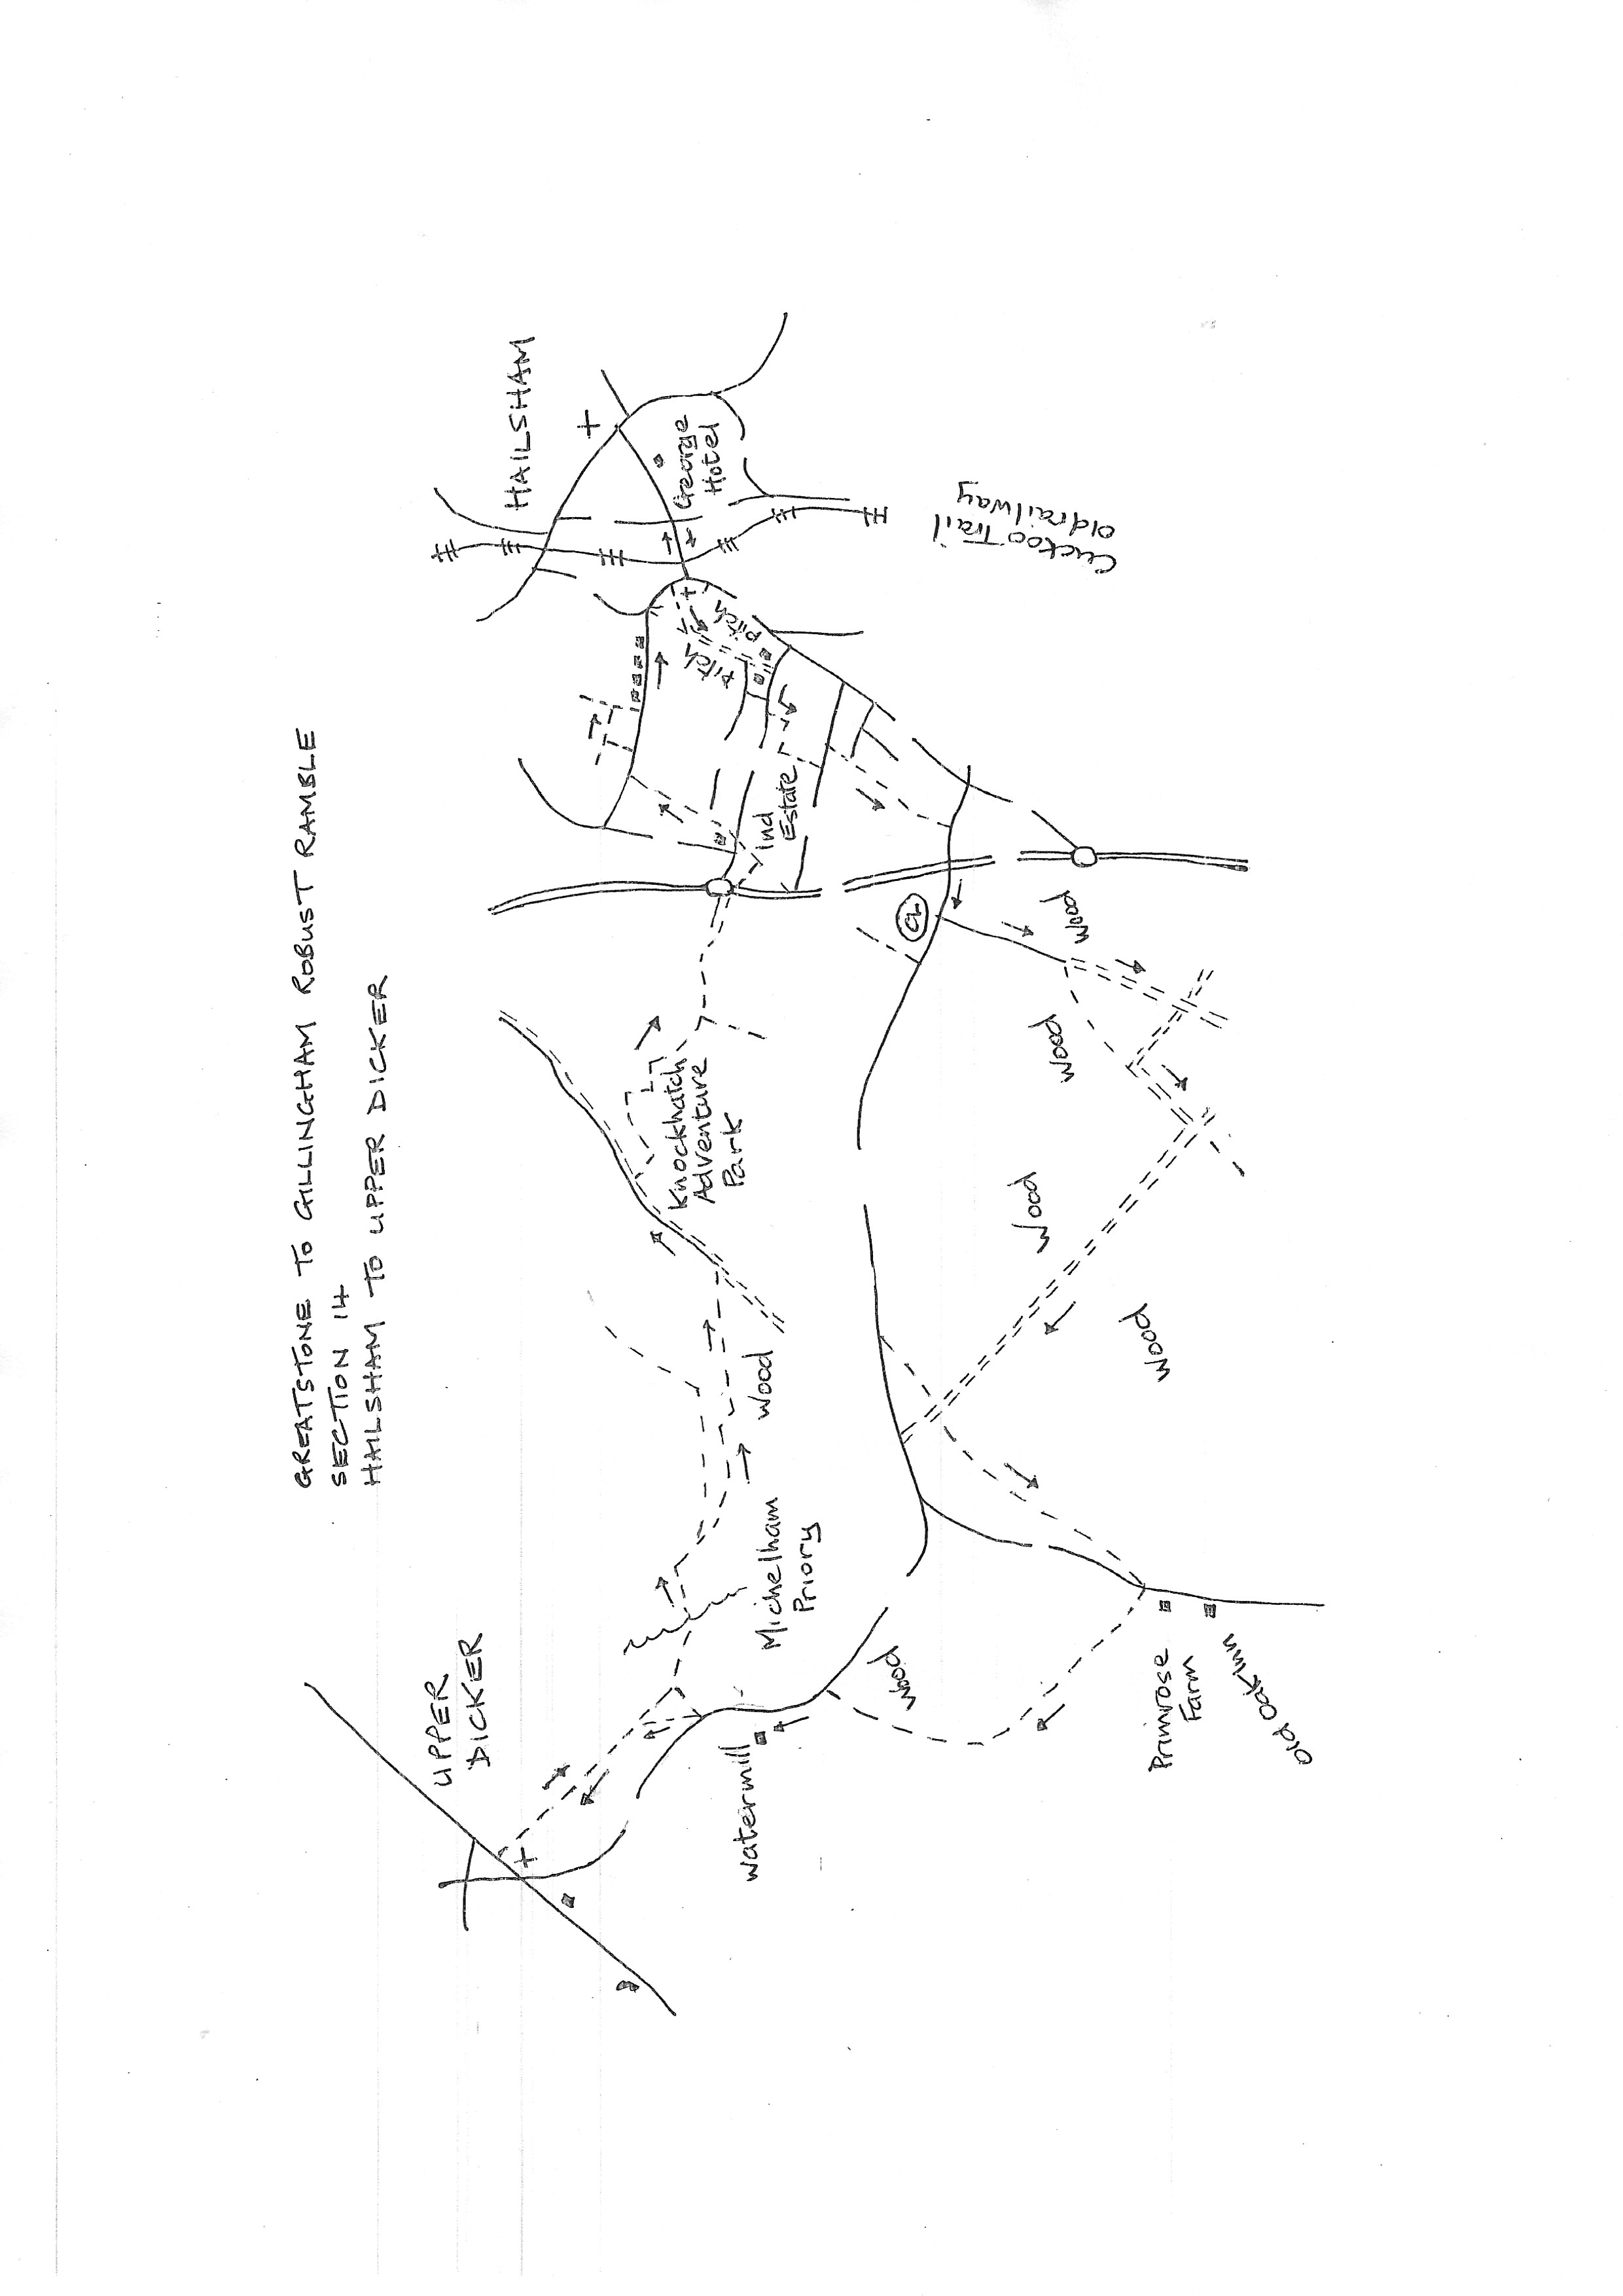 GREATSTONE TO GILLINGHAM ROBUST RAMBLE
SECTION 14
HAILSHAM TO UPPER DICKER
UPPER
DICKER
HAILSHAM
George
Hotel
Knockhatch
Adventure
Park
Pitch
Pitch
Watermill
Michelham
Priory
Wood
Ind
Estate
Wood
CL
Cuckoo Trail
Old railway
Wood
Wood
Wood
Wood
Primrose
Farm
Old Oak Inn